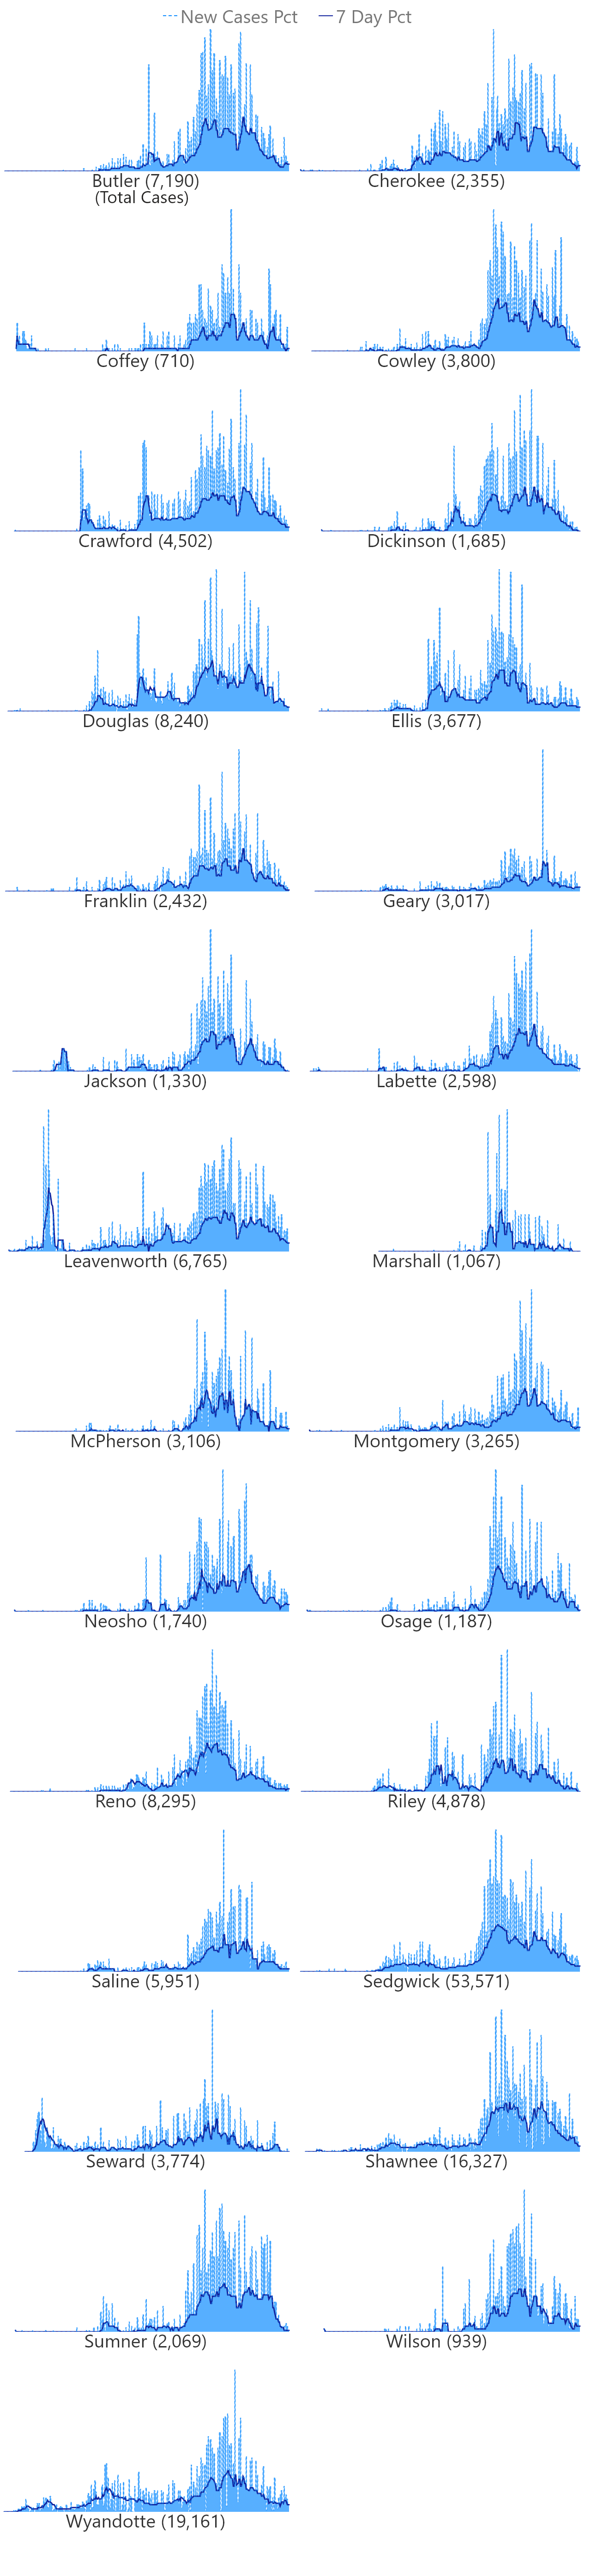 New Cases Pct 7 Day Pct
Butler (7,190)
(Total Cases)
Cherokee (2,355)
Coffey (710)
Cowley (3,800)
Crawford (4,502)
Dickinson (1,685)
Douglas (8,240)
Ellis (3,677)
Franklin (2,432)
Geary (3,017)
Jackson (1,330)
Labette (2,598)
Leavenworth (6,765)
Marshall (1,067)
McPherson (3,106)
Montgomery (3,265)
Neosho (1,740)
Osage (1,187)
Reno (8,295)
Riley (4,878)
Saline (5,951)
Sedgwick (53,571)
Seward (3,774)
Shawnee (16,327)
Sumner (2,069)
Wilson (939)
Wyandotte (19,161)